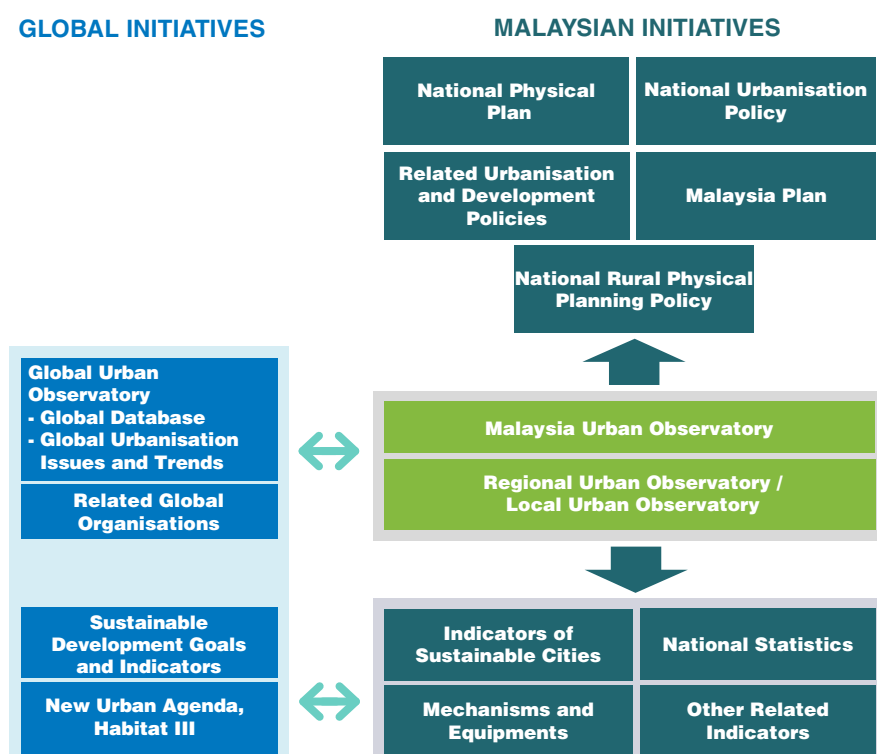 GLOBAL INITIATIVES
MALAYSIAN INITIATIVES
National Physical
Plan
National Urbanisation
Policy
Related Urbanisation
and Development
Policies
Malaysia Plan
National Rural Physical
Planning Policy
Global Urban
Observatory
- Global Database
- Global Urbanisation
Issues and Trends
Related Global
Organisations
Malaysia Urban Observatory
Regional Urban Observatory /
Local Urban Observatory
Sustainable
Development Goals
and Indicators
New Urban Agenda,
Habitat III
Indicators of
Sustainable Cities
National Statistics
Mechanisms and
Equipments
Other Related
Indicators